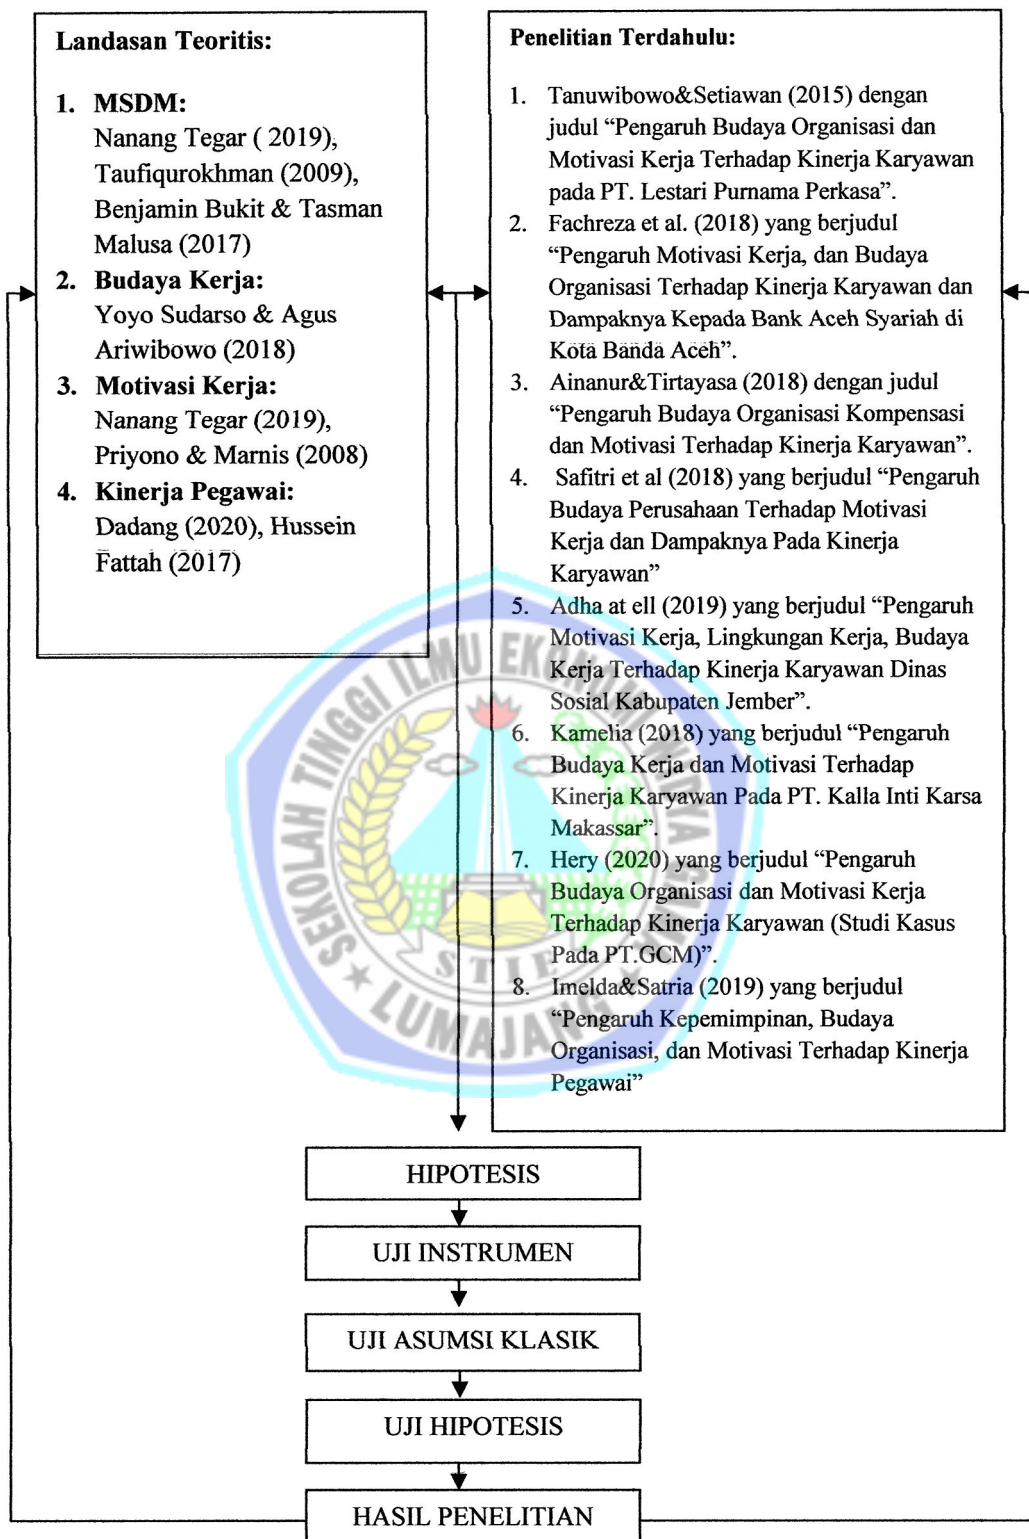 Landasan Teoritis:
1. MSDM:
Nanang Tegar ( 2019),
Taufiqurokhman (2009),
Benjamin Bukit & Tasman
Malusa (2017)
2. Budaya Kerja:
Yoyo Sudarso & Agus
Ariwibowo (2018)
3. Motivasi Kerja:
Nanang Tegar (2019),
Priyono & Marnis (2008)
4. Kinerja Pegawai:
Dadang (2020), Hussein
Fattah (2017)
Penelitian Terdahulu:
1. Tanuwibowo&Setiawan (2015) dengan
judul “Pengaruh Budaya Organisasi dan
Motivasi Kerja Terhadap Kinerja Karyawan
pada PT. Lestari Purnama Perkasa”.
2. Fachreza et al. (2018) yang berjudul
“Pengaruh Motivasi Kerja, dan Budaya
Organisasi Terhadap Kinerja Karyawan dan
Dampaknya Kepada Bank Aceh Syariah di
Kota Banda Aceh”.
3. Ainanur&Tirtayasa (2018) dengan judul
“Pengaruh Budaya Organisasi Kompensasi
dan Motivasi Terhadap Kinerja Karyawan”.
4. Safitri et al (2018) yang berjudul “Pengaruh
Budaya Perusahaan Terhadap Motivasi
Kerja dan Dampaknya Pada Kinerja
Karyawan”
5. Adha at ell (2019) yang berjudul “Pengaruh
Motivasi Kerja, Lingkungan Kerja, Budaya
Kerja Terhadap Kinerja Karyawan Dinas
Sosial Kabupaten Jember”.
6. Kamelia (2018) yang berjudul “Pengaruh
Budaya Kerja dan Motivasi Terhadap
Kinerja Karyawan Pada PT. Kalla Inti Karsa
Makassar”.
7. Hery (2020) yang berjudul “Pengaruh
Budaya Organisasi dan Motivasi Kerja
Terhadap Kinerja Karyawan (Studi Kasus
Pada PT.GCM)”.
8. Imelda&Satria (2019) yang berjudul
“Pengaruh Kepemimpinan, Budaya
Organisasi, dan Motivasi Terhadap Kinerja
Pegawai”
SEKOLAH TINGGI ILMU EKONOMI WIDYA GAMA
STIE
LUMAJANG
HIPOTESIS
UJI INSTRUMEN
UJI ASUMSI KLASIK
UJI HIPOTESIS
HASIL PENELITIAN